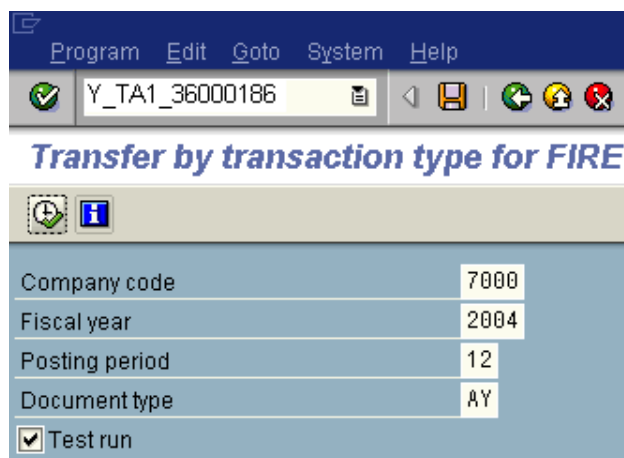 Program Edit Goto System Help
Y_TA1_36000186
Transfer by transaction type for FIRE
Company code 7000
Fiscal year 2004
Posting period 12
Document type AY
Test run